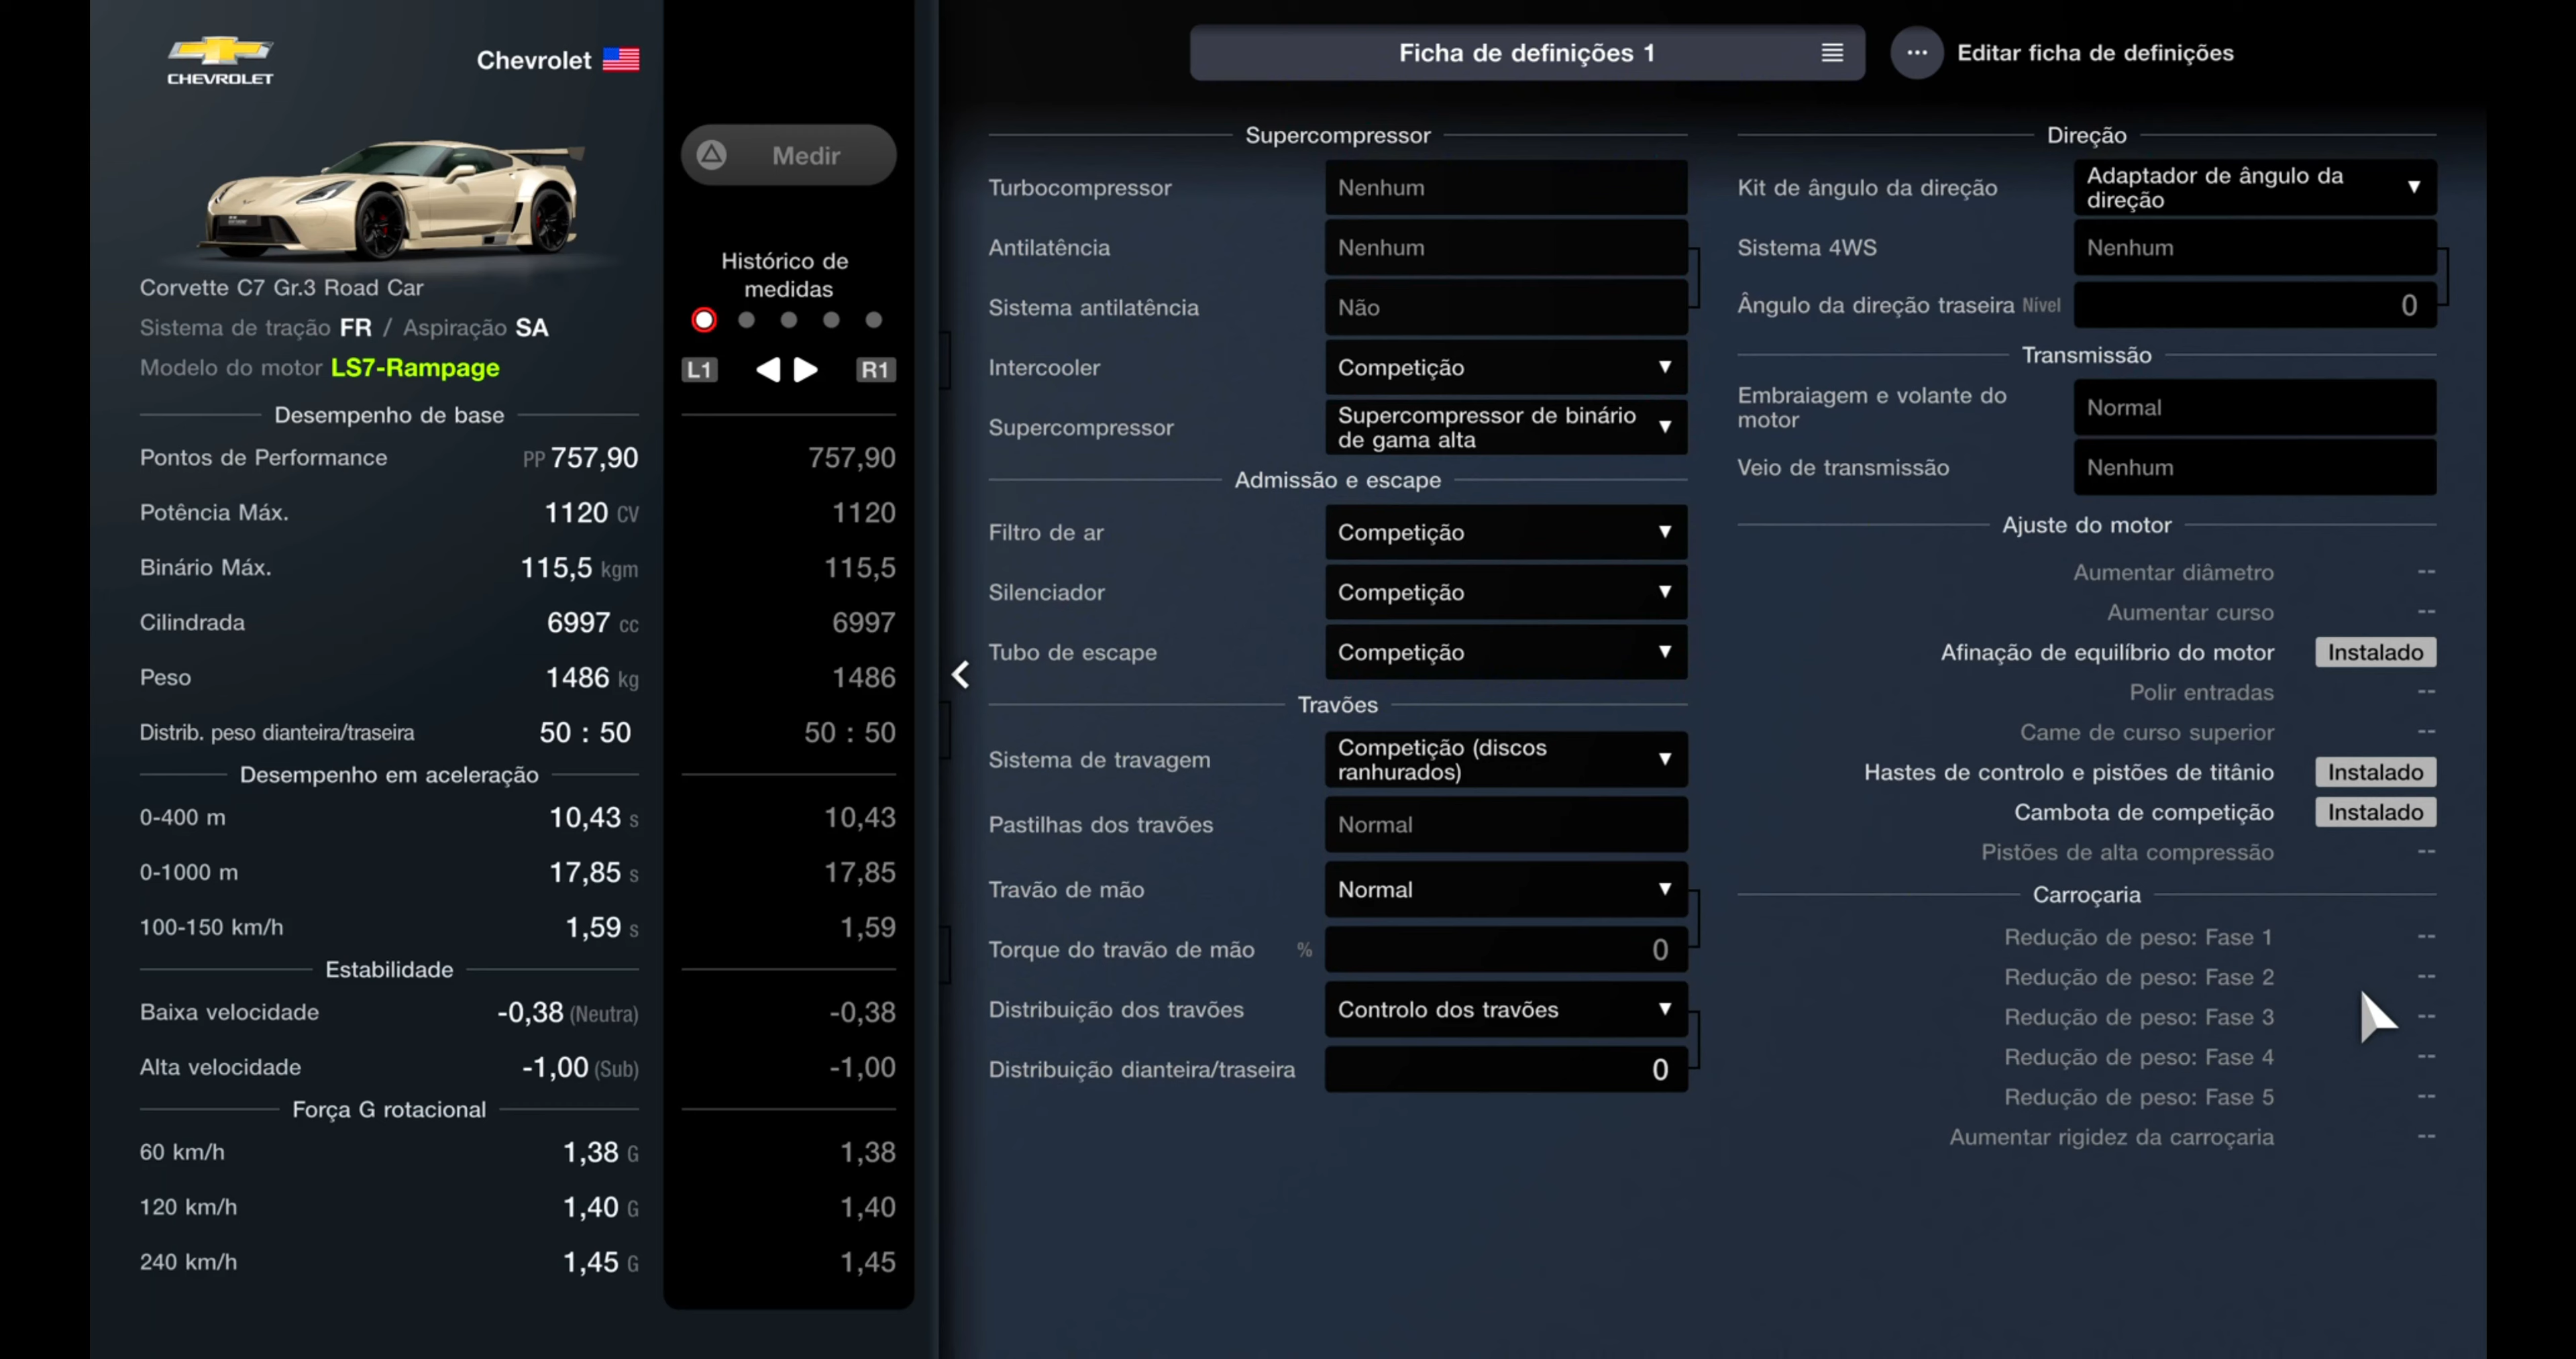 CHEVROLET
Chevrolet
Corvette C7 Gr.3 Road Car
Sistema de tração FR / Aspiração SA
Modelo do motor LS7-Rampage
Desempenho de base
Pontos de Performance PP 757,90
Potência Máx. 1120 CV
Binário Máx. 115,5 kgm
Cilindrada 6997 cc
Peso 1486 kg
Distrib. peso dianteira/traseira 50 : 50
Desempenho em aceleração
0-400 m 10,43 s
0-1000 m 17,85 s
100-150 km/h 1,59 s
Estabilidade
Baixa velocidade -0,38 (Neutra)
Alta velocidade -1,00 (Sub)
Força G rotacional
60 km/h 1,38 G
120 km/h 1,40 G
240 km/h 1,45 G
Medir
Histórico de
medidas
L1 R1
757,90
1120
115,5
6997
1486
50 : 50
10,43
17,85
1,59
-0,38
-1,00
1,38
1,40
1,45
Ficha de definições 1
Editar ficha de definições
Supercompressor
Turbocompressor Nenhum
Antilatência Nenhum
Sistema antilatência Não
Intercooler Competição
Supercompressor Supercompressor de binário
de gama alta
Admissão e escape
Filtro de ar Competição
Silenciador Competição
Tubo de escape Competição
Travões
Sistema de travagem Competição (discos
ranhurados)
Pastilhas dos travões Normal
Travão de mão Normal
Torque do travão de mão % 0
Distribuição dos travões Controlo dos travões
Distribuição dianteira/traseira 0
Direção
Kit de ângulo da direção Adaptador de ângulo da
direção
Sistema 4WS Nenhum
Ângulo da direção traseira Nível 0
Transmissão
Embraiagem e volante do
motor Normal
Veio de transmissão Nenhum
Ajuste do motor
Aumentar diâmetro --
Aumentar curso --
Afinação de equilíbrio do motor Instalado
Polir entradas --
Came de curso superior --
Hastes de controlo e pistões de titânio Instalado
Cambota de competição Instalado
Pistões de alta compressão --
Carroçaria
Redução de peso: Fase 1 --
Redução de peso: Fase 2 --
Redução de peso: Fase 3 --
Redução de peso: Fase 4 --
Redução de peso: Fase 5 --
Aumentar rigidez da carroçaria --